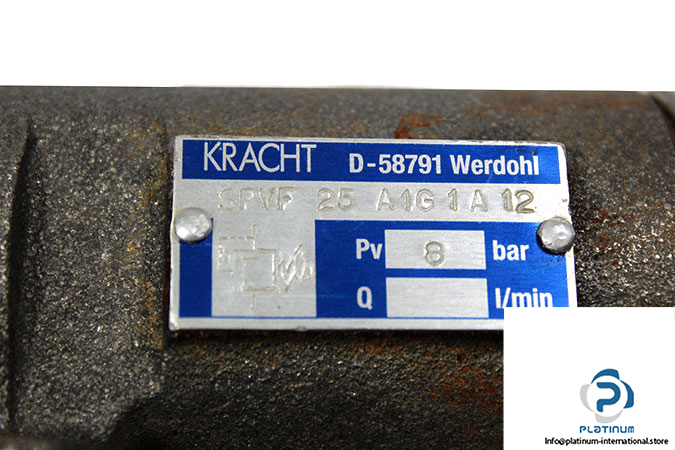 KRACHT D-58791 Werdohl
SPVF 25 A1G 1 A 12
Pv 8 bar
Q l/min
PLATINUM
Info@platinum-international.store